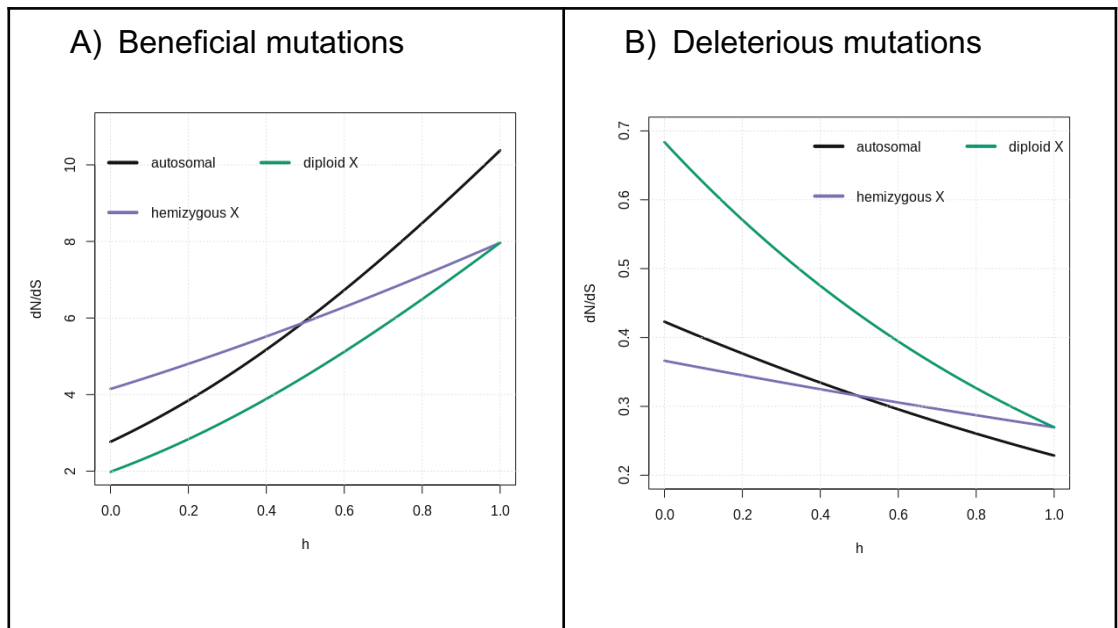 A) Beneficial mutations
autosomal
diploid X
hemizygous X
10
8
6
4
2
dN/dS
0.0 0.2 0.4 0.6 0.8 1.0
h
B) Deleterious mutations
autosomal
diploid X
hemizygous X
0.7
0.6
0.5
0.4
0.3
0.2
dN/dS
0.0 0.2 0.4 0.6 0.8 1.0
h